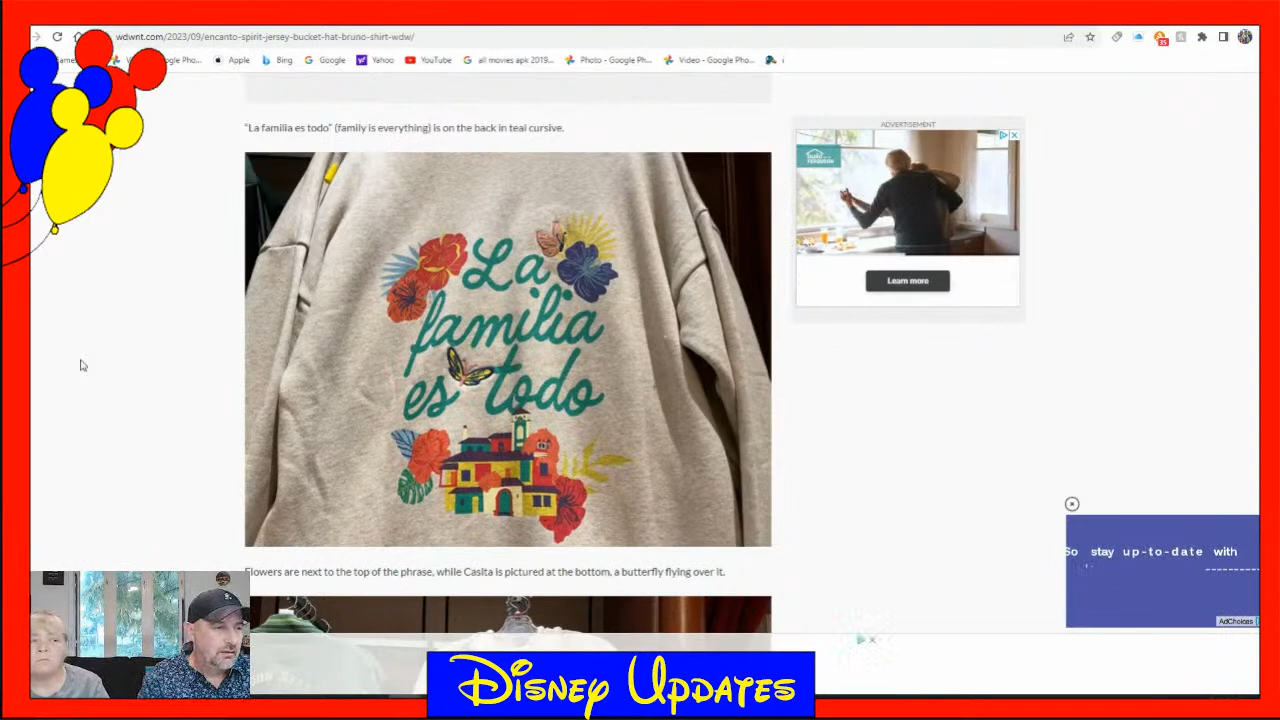 wdwnt.com/2023/09/encanto-spirit-jersey-bucket-hat-bruno-shirt-wdw/
35
Apple
Bing
Google
Yahoo
YouTube
all movies apk 2019...
Photo - Google Ph...
Video - Google Pho...
"La familia es todo" (family is everything) is on the back in teal cursive.
ADVERTISEMENT
build with FERGUSON
Learn more
La
familia
es todo
So stay up-to-date with
AdChoices
Flowers are next to the top of the phrase, while Casita is pictured at the bottom, a butterfly flying over it.
Disney Updates